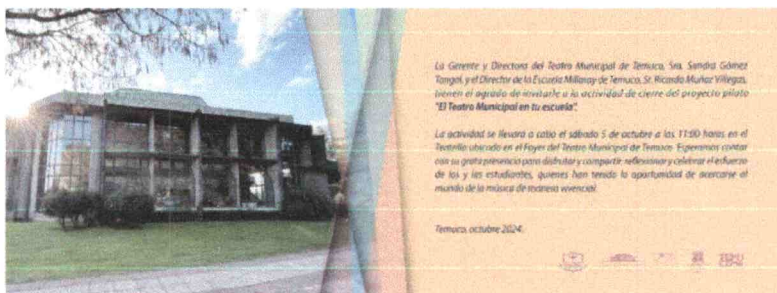 La Gerente y Directora del Teatro Municipal de Temuco, Sra. Sandra Gómez
Tangol, y el Director de la Escuela Millaray de Temuco, Sr. Ricardo Muñoz Villegas,
tienen el agrado de invitarle a la actividad de cierre del proyecto piloto
"El Teatro Municipal en tu escuela".
La actividad se llevará a cabo el sábado 5 de octubre a las 11:00 horas en el
Teatrillo ubicado en el Foyer del Teatro Municipal de Temuco. Esperamos contar
con su grata presencia para disfrutar y compartir, reflexionar y celebrar el esfuerzo
de los y las estudiantes, quienes han tenido la oportunidad de acercarse al
mundo de la música de manera vivencial.
Temuco, octubre 2024.